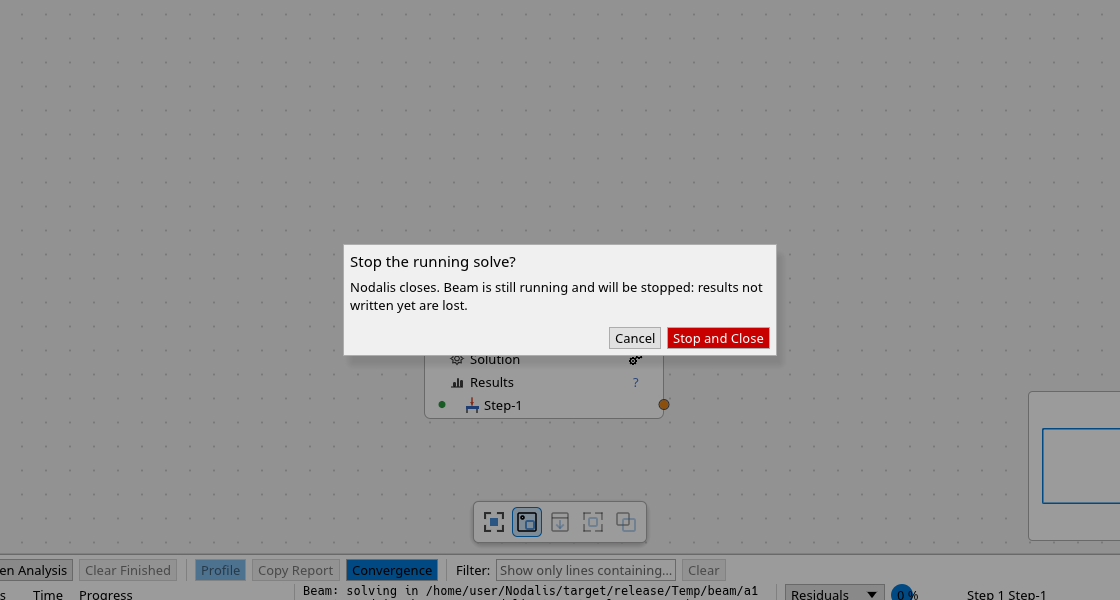 Stop the running solve?
Nodalis closes. Beam is still running and will be stopped: results not
written yet are lost.
Cancel Stop and Close
Solution
Results ?
Step-1
en Analysis Clear Finished Profile Copy Report Convergence Filter: Show only lines containing... Clear
s Time Progress Beam: solving in /home/user/Nodalis/target/release/Temp/beam/a1 Residuals 0 % Step 1 Step-1